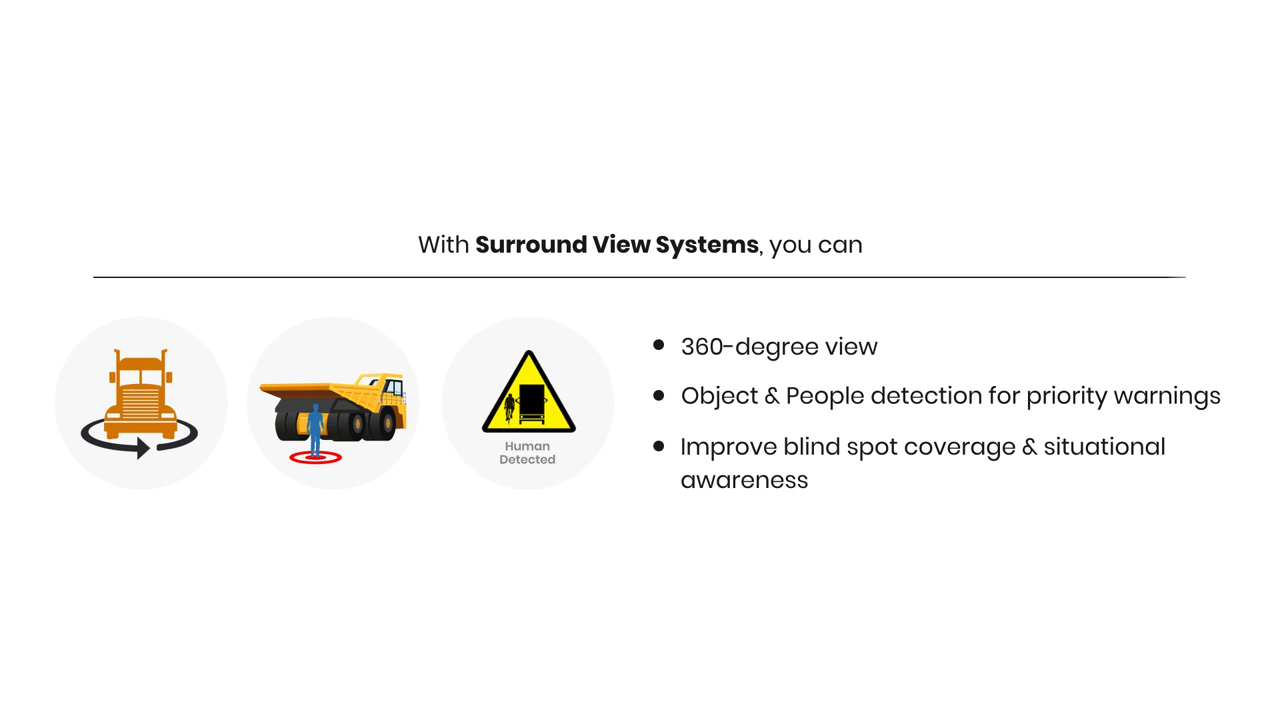 With Surround View Systems, you can
Human
Detected
360-degree view
Object & People detection for priority warnings
Improve blind spot coverage & situational
awareness